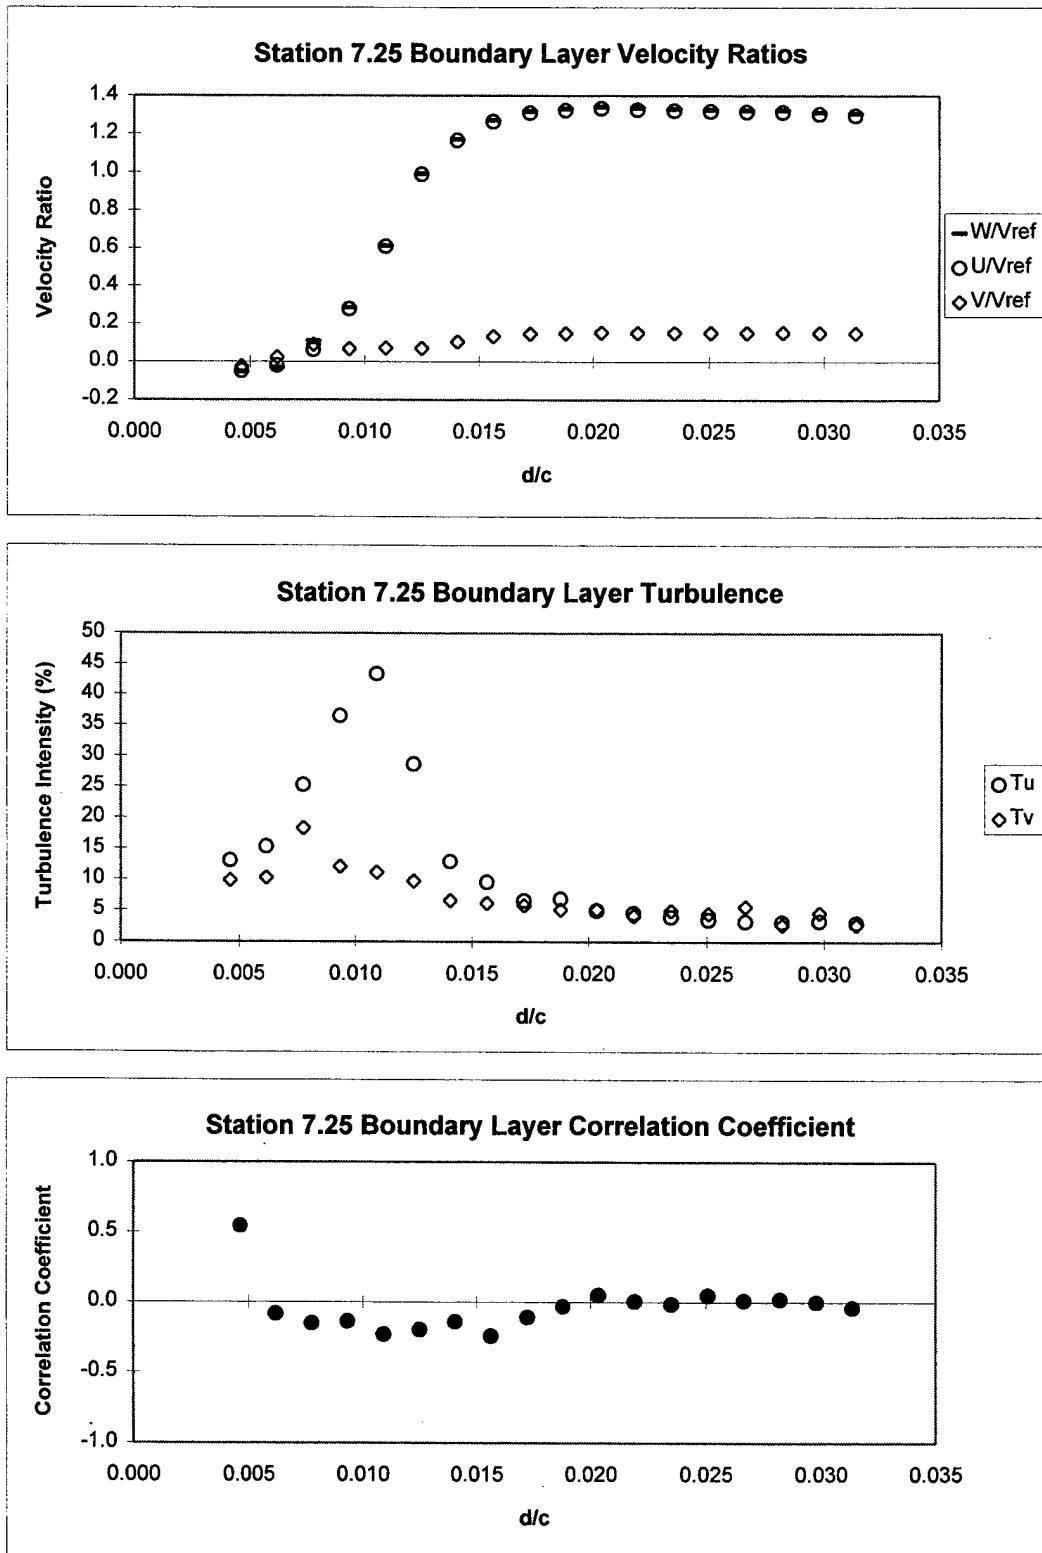 Station 7.25 Boundary Layer Velocity Ratios
1.4
1.2
1.0
0.8
0.6
0.4
0.2
0.0
-0.2
Velocity Ratio
0.000 0.005 0.010 0.015 0.020 0.025 0.030 0.035
d/c
W/Vref
U/Vref
V/Vref
Station 7.25 Boundary Layer Turbulence
50
45
40
35
30
25
20
15
10
5
0
Turbulence Intensity (%)
0.000 0.005 0.010 0.015 0.020 0.025 0.030 0.035
d/c
Tu
Tv
Station 7.25 Boundary Layer Correlation Coefficient
1.0
0.5
0.0
-0.5
-1.0
Correlation Coefficient
0.000 0.005 0.010 0.015 0.020 0.025 0.030 0.035
d/c